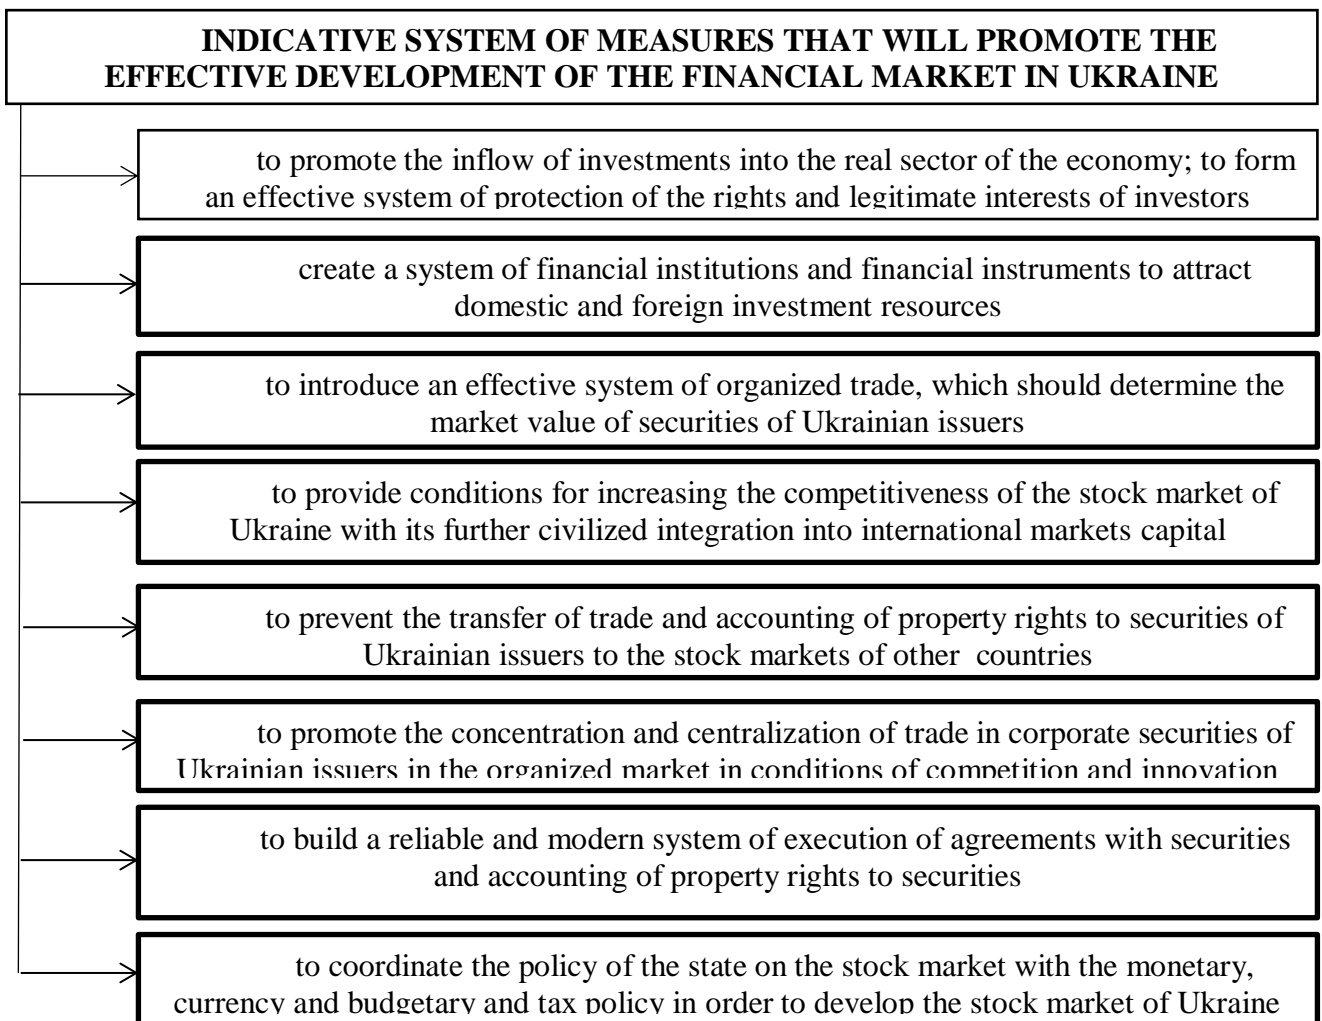 INDICATIVE SYSTEM OF MEASURES THAT WILL PROMOTE THE
EFFECTIVE DEVELOPMENT OF THE FINANCIAL MARKET IN UKRAINE
to promote the inflow of investments into the real sector of the economy; to form
an effective system of protection of the rights and legitimate interests of investors
create a system of financial institutions and financial instruments to attract
domestic and foreign investment resources
to introduce an effective system of organized trade, which should determine the
market value of securities of Ukrainian issuers
to provide conditions for increasing the competitiveness of the stock market of
Ukraine with its further civilized integration into international markets capital
to prevent the transfer of trade and accounting of property rights to securities of
Ukrainian issuers to the stock markets of other countries
to promote the concentration and centralization of trade in corporate securities of
Ukrainian issuers in the organized market in conditions of competition and innovation
to build a reliable and modern system of execution of agreements with securities
and accounting of property rights to securities
to coordinate the policy of the state on the stock market with the monetary,
currency and budgetary and tax policy in order to develop the stock market of Ukraine